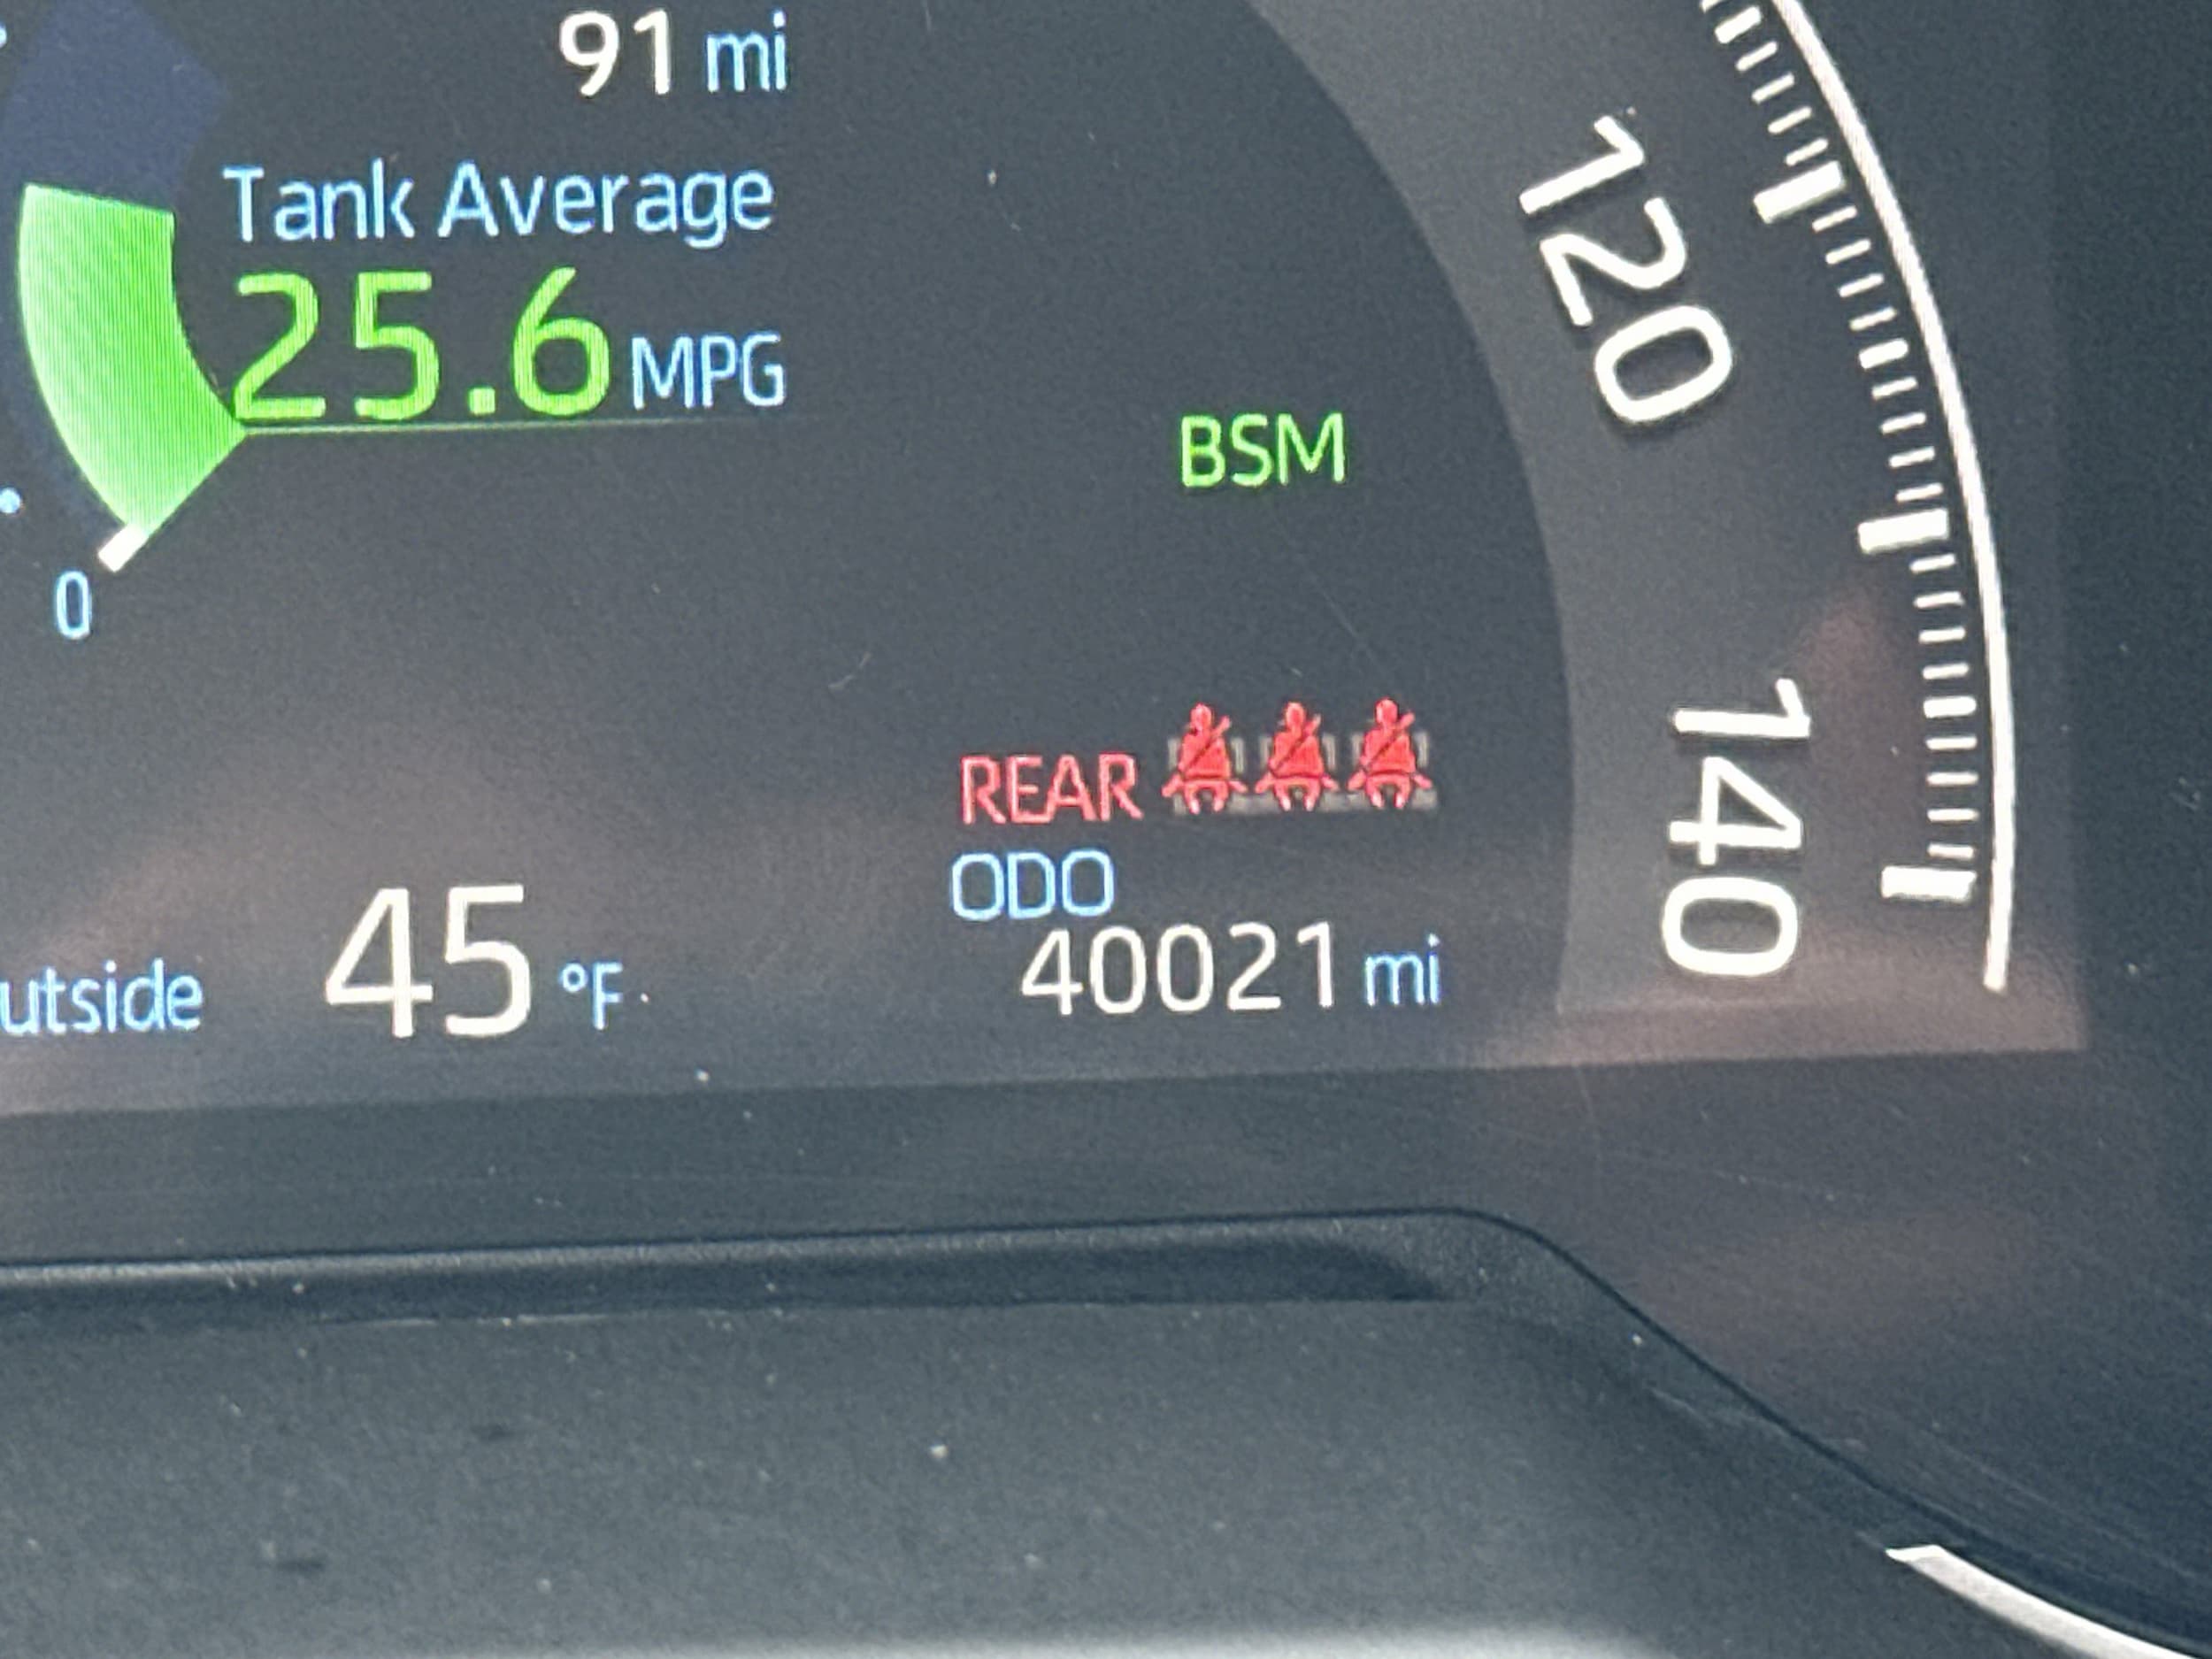 91 mi
Tank Average
25.6 MPG
0
BSM
REAR
ODO
40021 mi
utside 45 °F
120
140